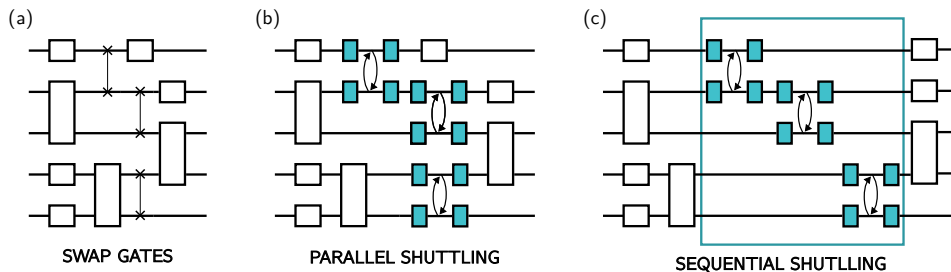 (a)
(b)
(c)
SWAP GATES
PARALLEL SHUTTLING
SEQUENTIAL SHUTLLING